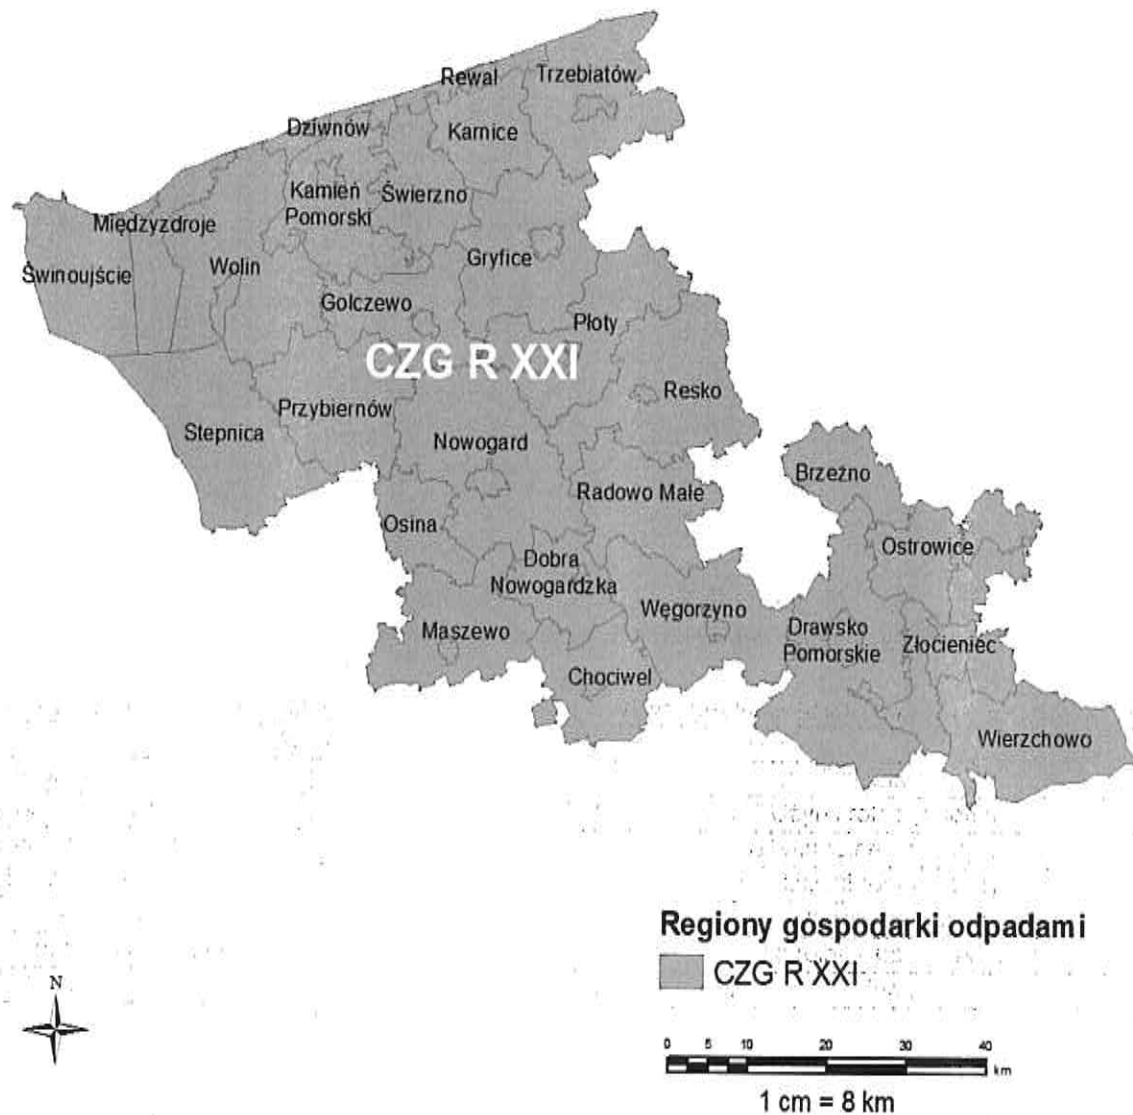 Rewal
Trzebiatów
Dziwnów
Karnice
Kamień
Pomorski
Świerzno
Międzyzdroje
Gryfice
Wolin
Świnoujście
Golczewo
Płoty
CZG R XXI
Resko
Przybiernów
Stepnica
Nowogard
Brzeżno
Radowo Małe
Osina
Ostrowice
Dobra
Nowogardzka
Węgorzyno
Maszewo
Drawsko
Pomorskie
Złocieniec
Chociwel
Wierzchowo
Regiony gospodarki odpadami
CZG R XXI
N
0 5 10 20 30 40
km
1 cm = 8 km